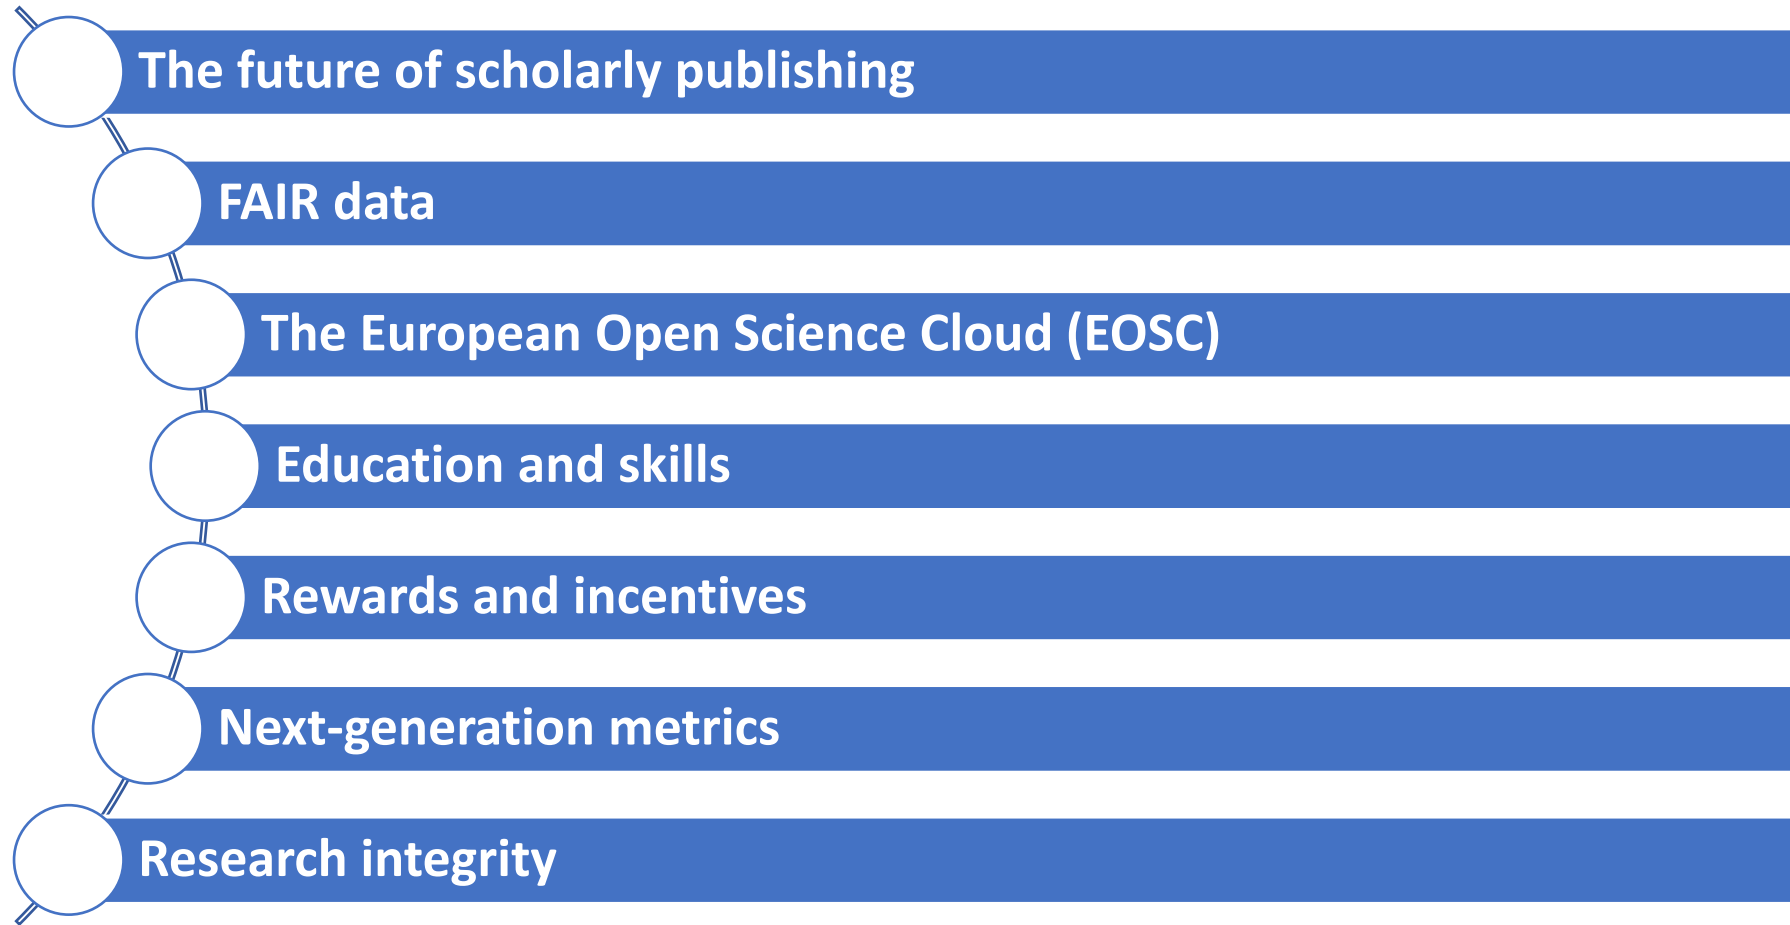 The future of scholarly publishing
FAIR data
The European Open Science Cloud (EOSC)
Education and skills
Rewards and incentives
Next-generation metrics
Research integrity